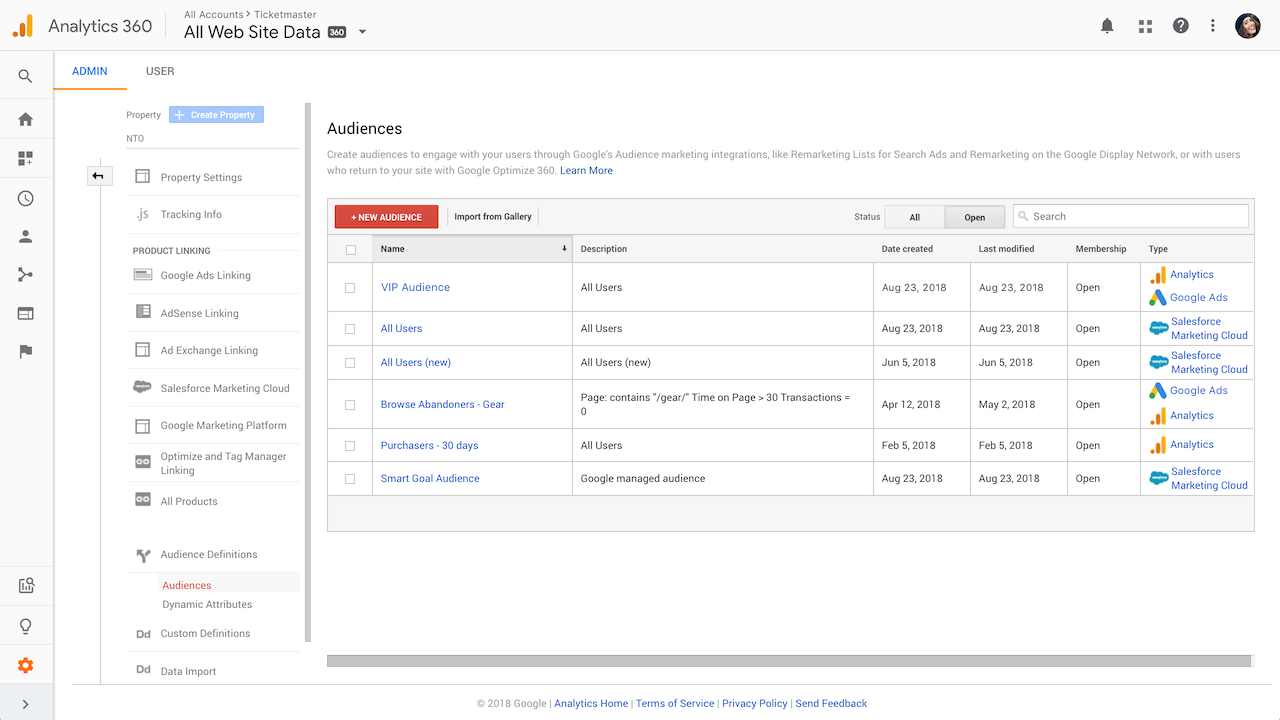 Analytics 360
All Accounts > Ticketmaster
All Web Site Data 360
ADMIN USER
Property + Create Property
NTO
Property Settings
.js Tracking Info
PRODUCT LINKING
Google Ads Linking
AdSense Linking
Ad Exchange Linking
Salesforce Marketing Cloud
Google Marketing Platform
Optimize and Tag Manager
Linking
All Products
Audience Definitions
Audiences
Dynamic Attributes
Dd Custom Definitions
Dd Data Import
Audiences
Create audiences to engage with your users through Google's Audience marketing integrations, like Remarketing Lists for Search Ads and Remarketing on the Google Display Network, or with users
who return to your site with Google Optimize 360. Learn More
+ NEW AUDIENCE Import from Gallery Status All Open Search
Name Description Date created Last modified Membership Type
VIP Audience All Users Aug 23, 2018 Aug 23, 2018 Open Analytics
Google Ads
All Users All Users Aug 23, 2018 Aug 23, 2018 Open Salesforce
Marketing Cloud
All Users (new) All Users (new) Jun 5, 2018 Jun 5, 2018 Open Salesforce
Marketing Cloud
Browse Abandoners - Gear Page: contains "/gear/" Time on Page > 30 Transactions =
0 Apr 12, 2018 May 2, 2018 Open Google Ads
Analytics
Purchasers - 30 days All Users Feb 5, 2018 Feb 5, 2018 Open Analytics
Smart Goal Audience Google managed audience Aug 23, 2018 Aug 23, 2018 Open Salesforce
Marketing Cloud
© 2018 Google | Analytics Home | Terms of Service | Privacy Policy | Send Feedback